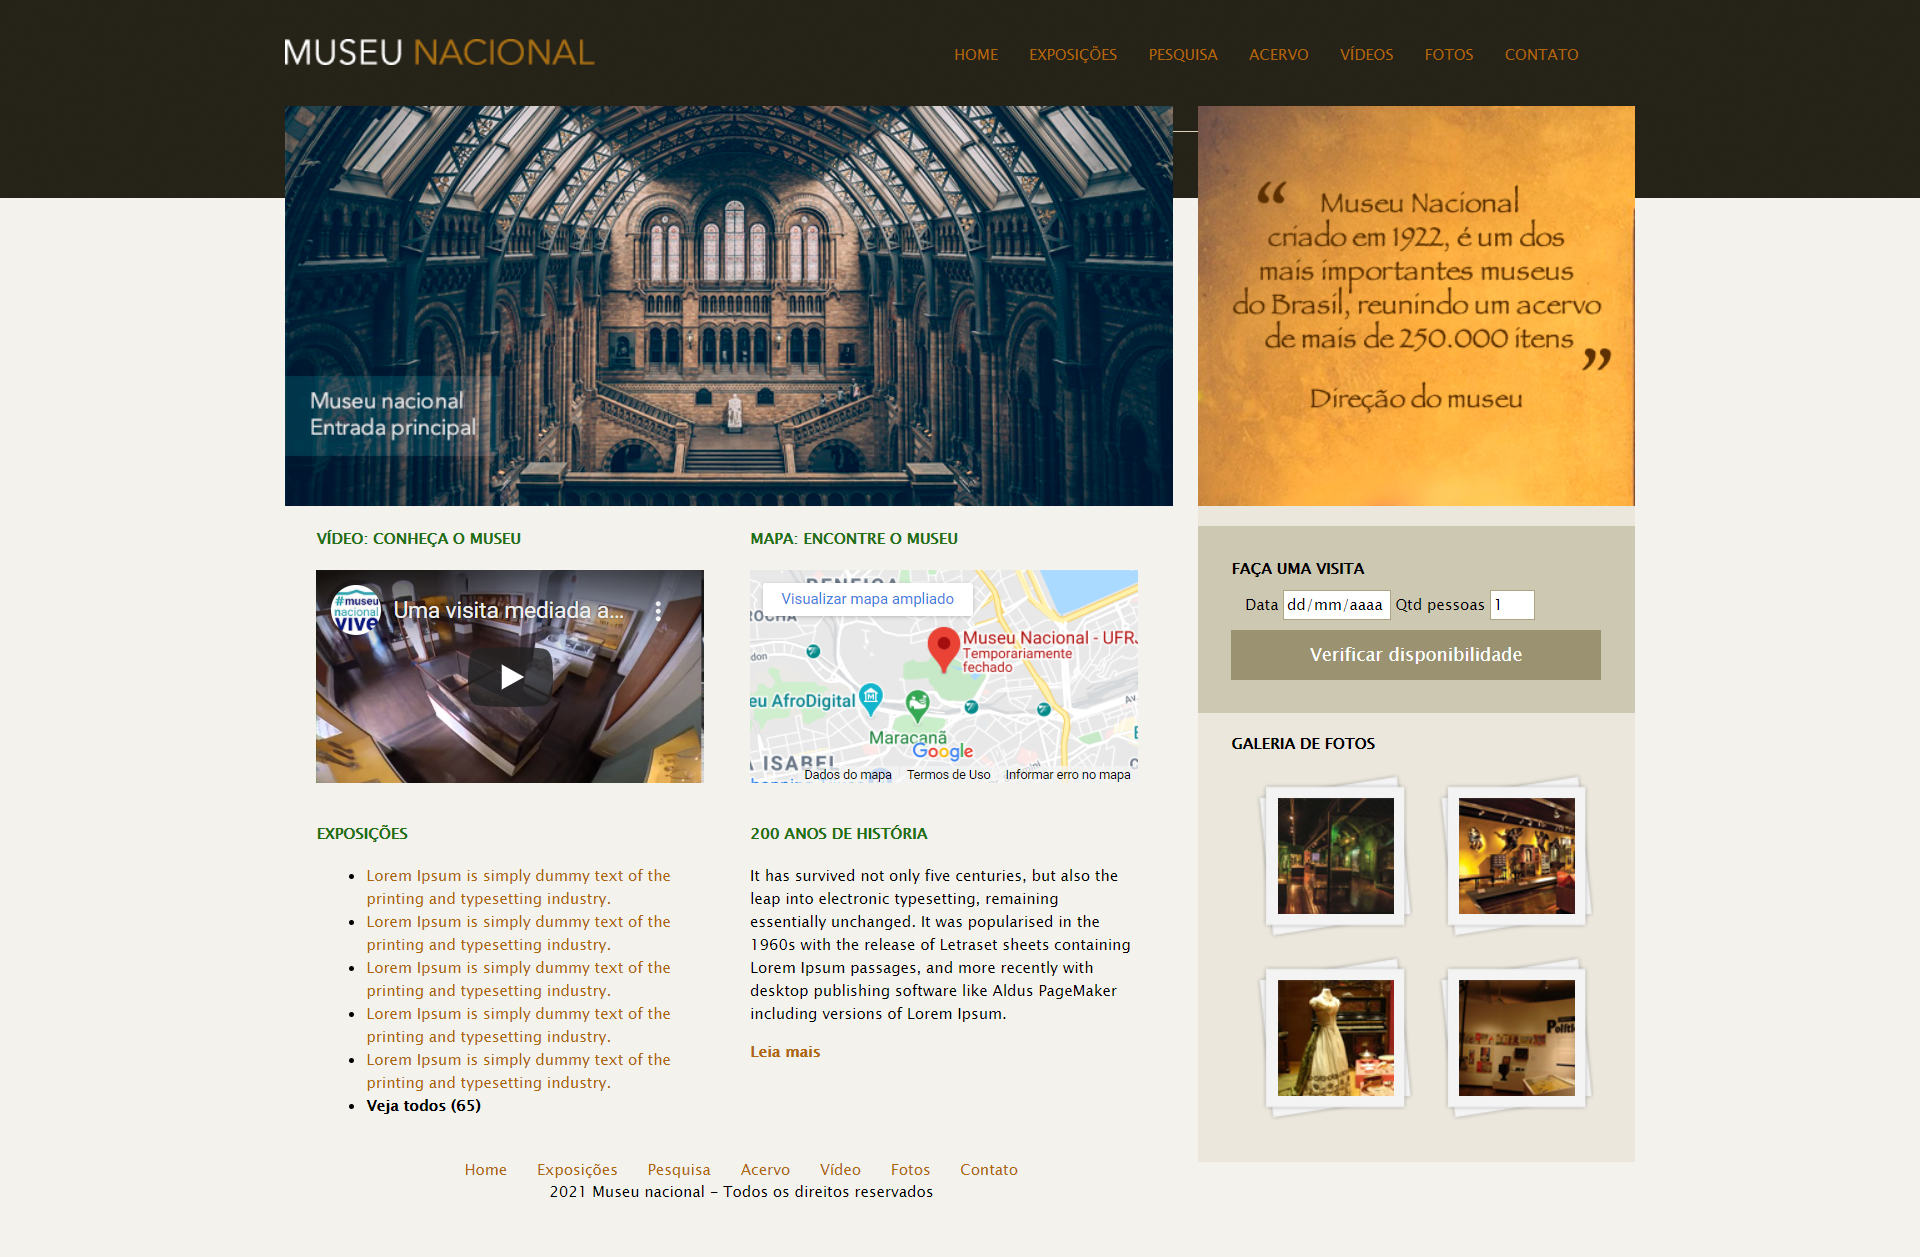 MUSEU NACIONAL
HOME EXPOSIÇÕES PESQUISA ACERVO VÍDEOS FOTOS CONTATO
Museu nacional
Entrada principal
“ Museu Nacional
criado em 1922, é um dos
mais importantes museus
do Brasil, reunindo um acervo
de mais de 250.000 itens ”
Direção do museu
VÍDEO: CONHEÇA O MUSEU
#museu
nacional
vive
Uma visita mediada a...
MAPA: ENCONTRE O MUSEU
BENFICA
Visualizar mapa ampliado
ROCHA
Museu Nacional - UFRJ
Temporariamente
fechado
don
eu AfroDigital
Av
Maracanã
Google
A ISABEL
Dados do mapa Termos de Uso Informar erro no mapa
FAÇA UMA VISITA
Data dd/mm/aaaa Qtd pessoas 1
Verificar disponibilidade
GALERIA DE FOTOS
EXPOSIÇÕES
Lorem Ipsum is simply dummy text of the
printing and typesetting industry.
Lorem Ipsum is simply dummy text of the
printing and typesetting industry.
Lorem Ipsum is simply dummy text of the
printing and typesetting industry.
Lorem Ipsum is simply dummy text of the
printing and typesetting industry.
Lorem Ipsum is simply dummy text of the
printing and typesetting industry.
Veja todos (65)
200 ANOS DE HISTÓRIA
It has survived not only five centuries, but also the
leap into electronic typesetting, remaining
essentially unchanged. It was popularised in the
1960s with the release of Letraset sheets containing
Lorem Ipsum passages, and more recently with
desktop publishing software like Aldus PageMaker
including versions of Lorem Ipsum.
Leia mais
Home Exposições Pesquisa Acervo Vídeo Fotos Contato
2021 Museu nacional - Todos os direitos reservados